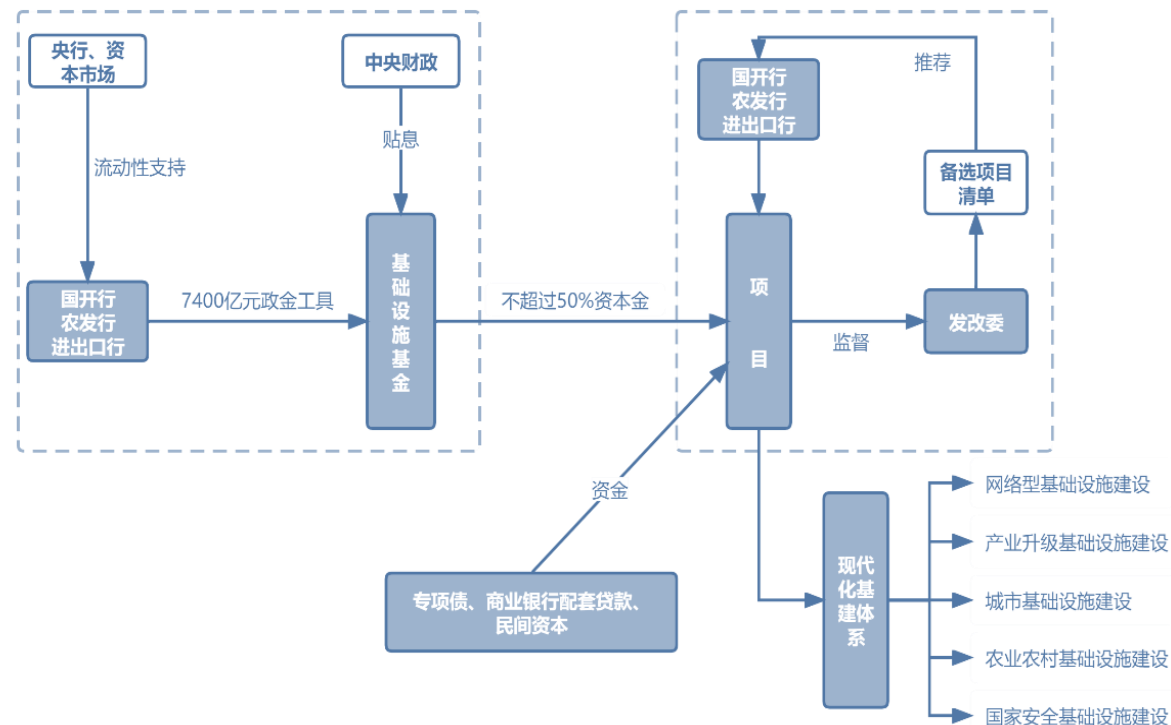 央行、资
本市场
中央财政
国开行
农发行
进出口行
推荐
贴息
流动性支持
备选项目
清单
基
础
设
施
基
金
项
目
国开行
农发行
进出口行
7400亿元政金工具
不超过50%资本金
监督
发改委
资金
专项债、商业银行配套贷款、
民间资本
现代
化基
建体
系
网络型基础设施建设
产业升级基础设施建设
城市基础设施建设
农业农村基础设施建设
国家安全基础设施建设